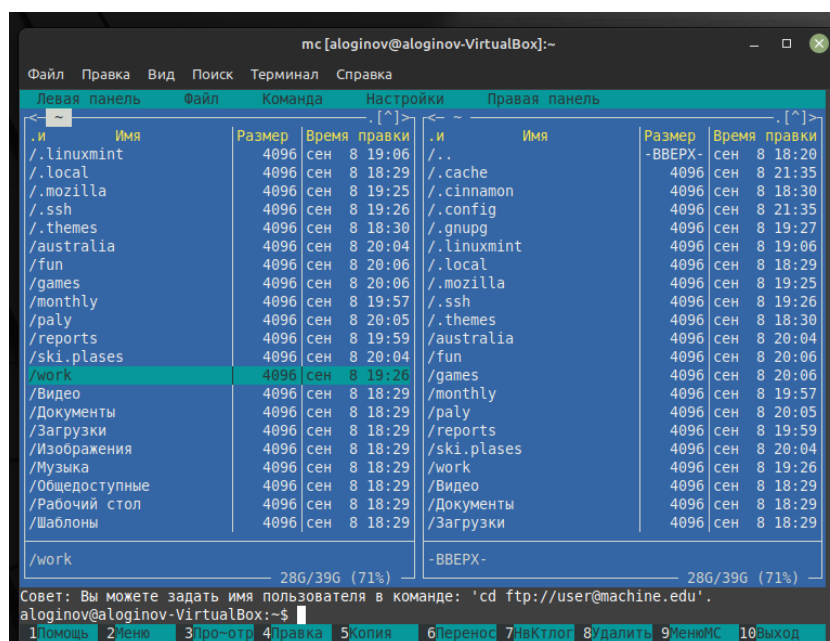 mc [aloginov@aloginov-VirtualBox]:~
Файл Правка Вид Поиск Терминал Справка
Левая панель Файл Команда Настройки Правая панель
<- ~ .[^]> <- ~ .[^]>
.и Имя Размер Время правки .и Имя Размер Время правки
/.linuxmint 4096 сен 8 19:06 /.. -ВВЕРХ- сен 8 18:20
/.local 4096 сен 8 18:29 /.cache 4096 сен 8 21:35
/.mozilla 4096 сен 8 19:25 /.cinnamon 4096 сен 8 18:30
/.ssh 4096 сен 8 19:26 /.config 4096 сен 8 21:35
/.themes 4096 сен 8 18:30 /.gnupg 4096 сен 8 19:27
/australia 4096 сен 8 20:04 /.linuxmint 4096 сен 8 19:06
/fun 4096 сен 8 20:06 /.local 4096 сен 8 18:29
/games 4096 сен 8 20:06 /.mozilla 4096 сен 8 19:25
/monthly 4096 сен 8 19:57 /.ssh 4096 сен 8 19:26
/paly 4096 сен 8 20:05 /.themes 4096 сен 8 18:30
/reports 4096 сен 8 19:59 /australia 4096 сен 8 20:04
/ski.plases 4096 сен 8 20:04 /fun 4096 сен 8 20:06
/work 4096 сен 8 19:26 /games 4096 сен 8 20:06
/Видео 4096 сен 8 18:29 /monthly 4096 сен 8 19:57
/Документы 4096 сен 8 18:29 /paly 4096 сен 8 20:05
/Загрузки 4096 сен 8 18:29 /reports 4096 сен 8 19:59
/Изображения 4096 сен 8 18:29 /ski.plases 4096 сен 8 20:04
/Музыка 4096 сен 8 18:29 /work 4096 сен 8 19:26
/Общедоступные 4096 сен 8 18:29 /Видео 4096 сен 8 18:29
/Рабочий стол 4096 сен 8 18:29 /Документы 4096 сен 8 18:29
/Шаблоны 4096 сен 8 18:29 /Загрузки 4096 сен 8 18:29
/work -ВВЕРХ-
28G/39G (71%) 28G/39G (71%)
Совет: Вы можете задать имя пользователя в команде: 'cd ftp://user@machine.edu'.
aloginov@aloginov-VirtualBox:~$
1Помощь 2Меню 3Про~отр 4Правка 5Копия 6Перенос 7НвКтлог 8Удалить 9МенюMC 10Выход